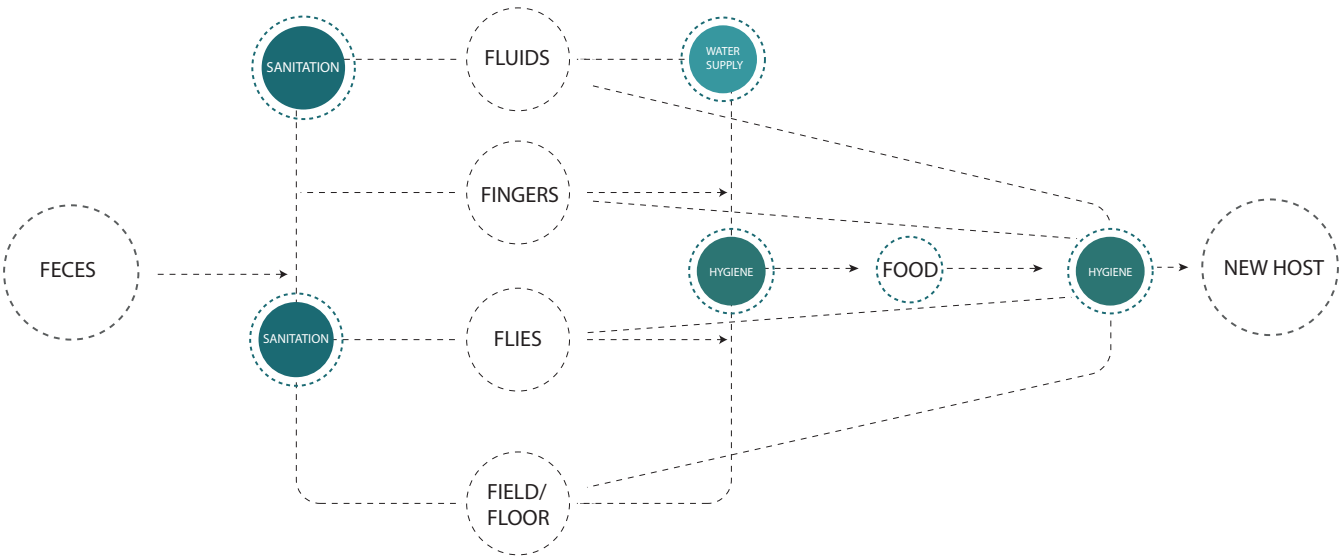 SANITATION
FLUIDS
WATER
SUPPLY
FINGERS
FECES
HYGIENE
FOOD
HYGIENE
NEW HOST
SANITATION
FLIES
FIELD/
FLOOR